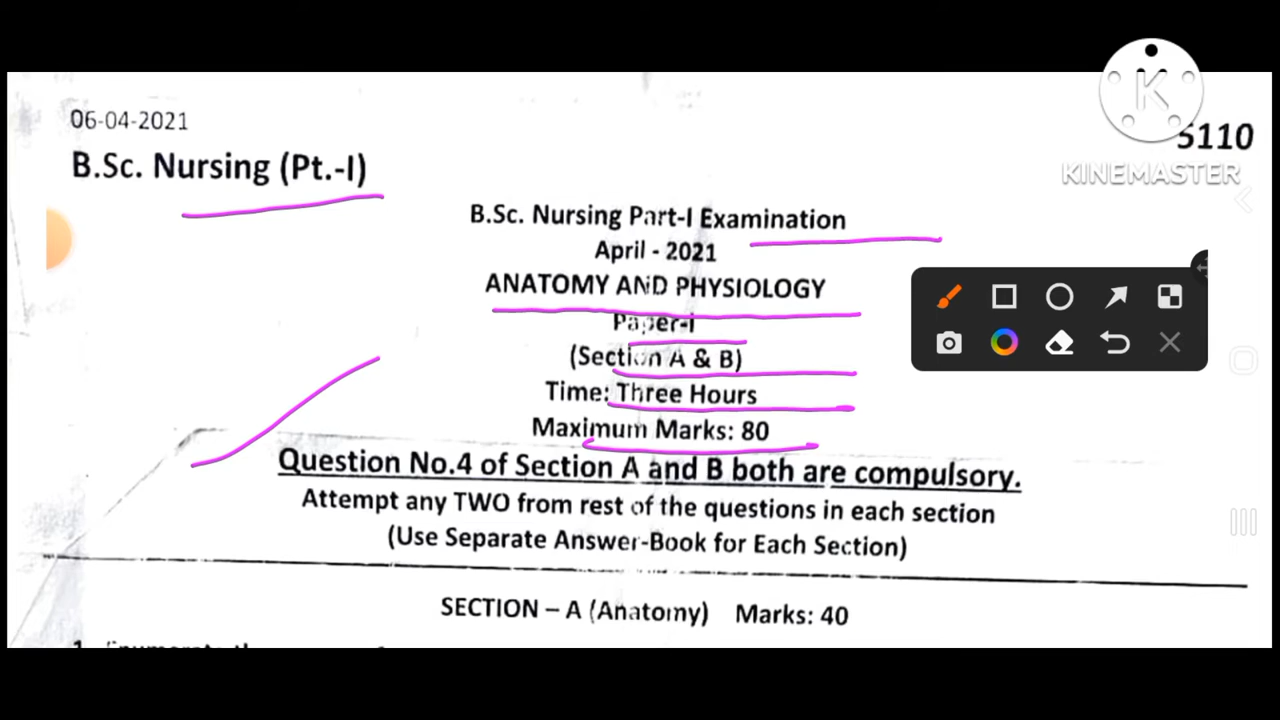 06-04-2021
5110
B.Sc. Nursing (Pt.-I)
KINEMASTER
B.Sc. Nursing Part-I Examination
April - 2021
ANATOMY AND PHYSIOLOGY
Paper-I
(Section A & B)
Time: Three Hours
Maximum Marks: 80
Question No.4 of Section A and B both are compulsory.
Attempt any TWO from rest of the questions in each section
(Use Separate Answer-Book for Each Section)
SECTION – A (Anatomy) Marks: 40